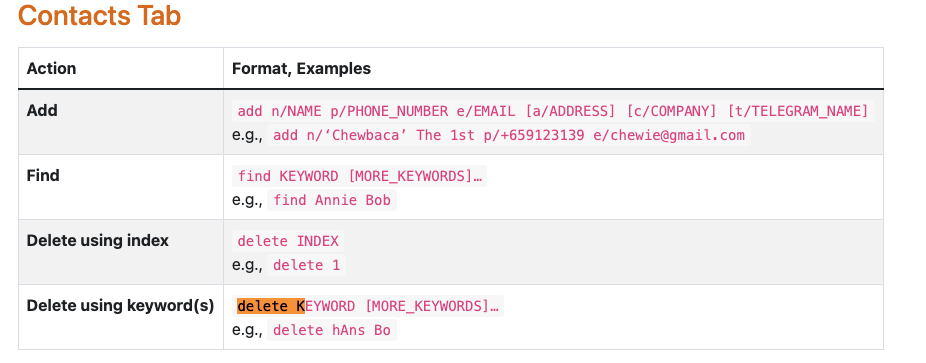 Contacts Tab
Action Format, Examples
Add add n/NAME p/PHONE_NUMBER e/EMAIL [a/ADDRESS] [c/COMPANY] [t/TELEGRAM_NAME]
e.g., add n/‘Chewbaca’ The 1st p/+659123139 e/chewie@gmail.com
Find find KEYWORD [MORE_KEYWORDS]…
e.g., find Annie Bob
Delete using index delete INDEX
e.g., delete 1
Delete using keyword(s) delete KEYWORD [MORE_KEYWORDS]…
e.g., delete hAns Bo